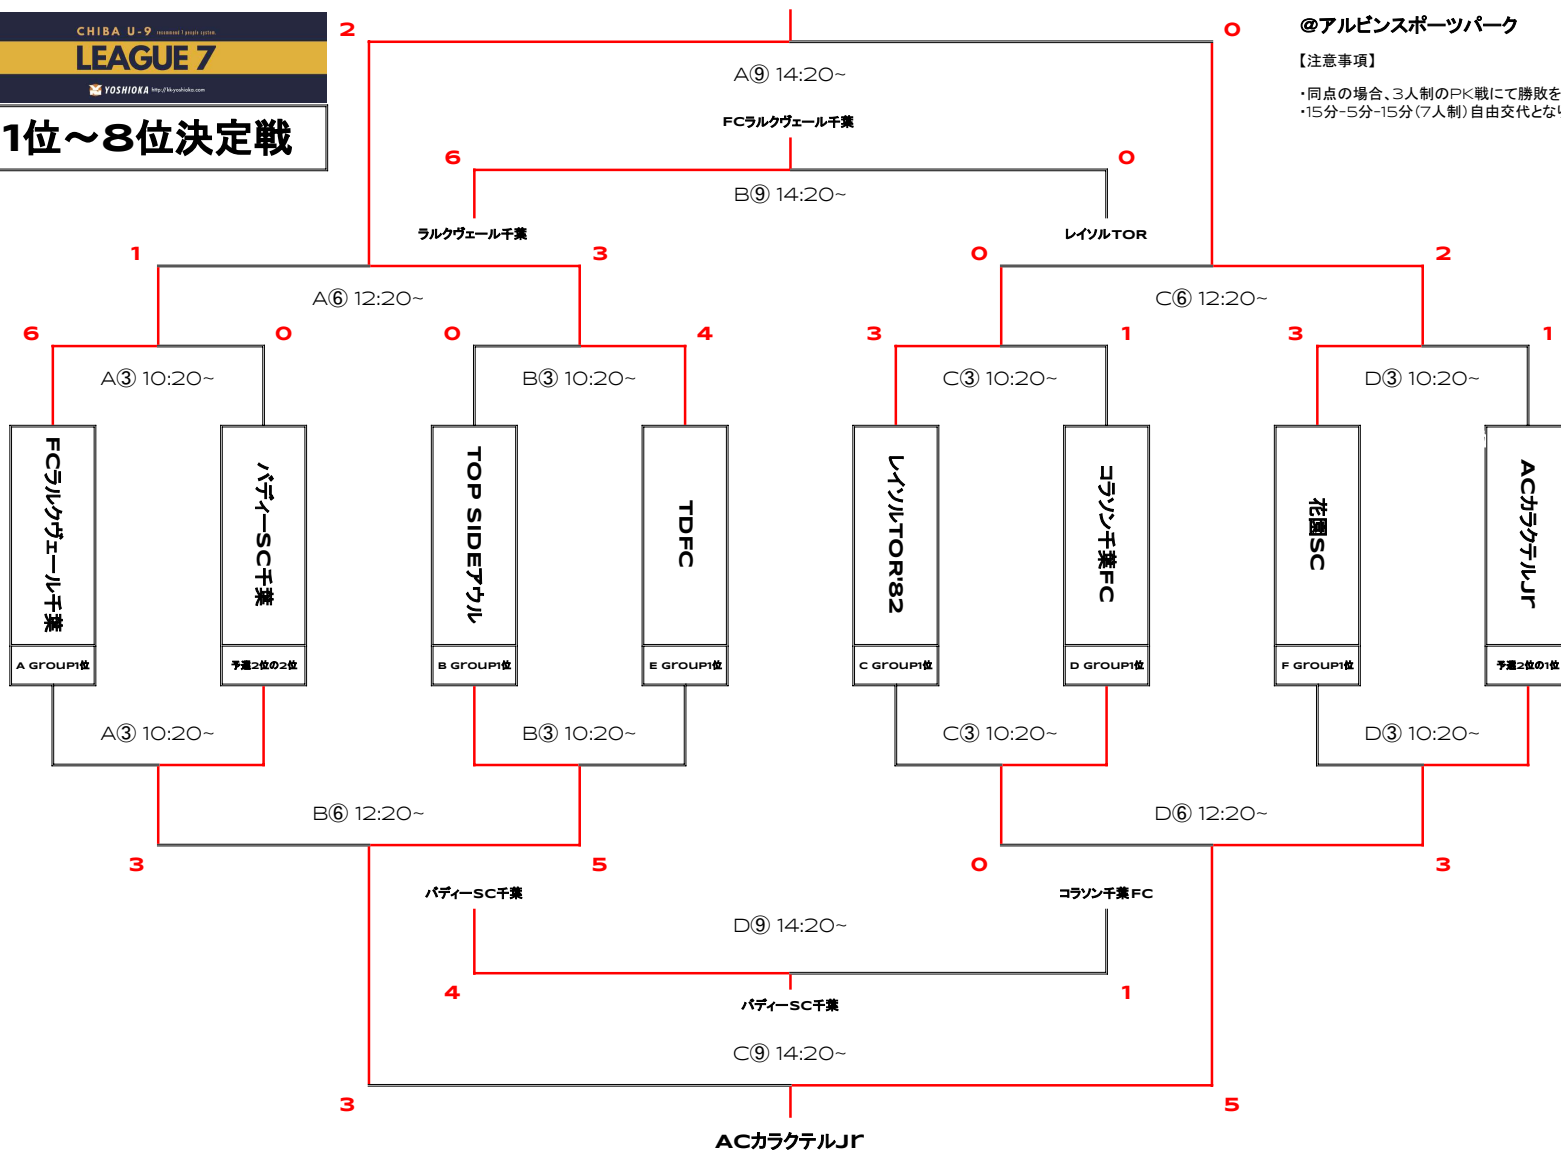 CHIBA U-9
LEAGUE 7
YOSHIOKA http://kk-yoshioka.com
1位～8位決定戦
@アルビンスポーツパーク
【注意事項】
・同点の場合、3人制のPK戦にて勝敗を
・15分-5分-15分(7人制)自由交代とな
2
0
A⑨ 14:20~
FCラルクヴェール千葉
6
0
B⑨ 14:20~
ラルクヴェール千葉
レイソルTOR
1
3
0
2
A⑥ 12:20~
C⑥ 12:20~
6
0
0
4
3
1
3
1
A③ 10:20~
B③ 10:20~
C③ 10:20~
D③ 10:20~
FCラルクヴェール千葉
バディーSC千葉
TOP SIDEアウル
TDFC
レイソルTOR'82
コラソン千葉FC
花園SC
ACカラクテルJr
A Group1位
予選2位の2位
B Group1位
E Group1位
C Group1位
D Group1位
F Group1位
予選2位の1位
A③ 10:20~
B③ 10:20~
C③ 10:20~
D③ 10:20~
B⑥ 12:20~
D⑥ 12:20~
3
5
0
3
バディーSC千葉
コラソン千葉FC
D⑨ 14:20~
4
1
バディーSC千葉
C⑨ 14:20~
3
5
ACカラクテルJr